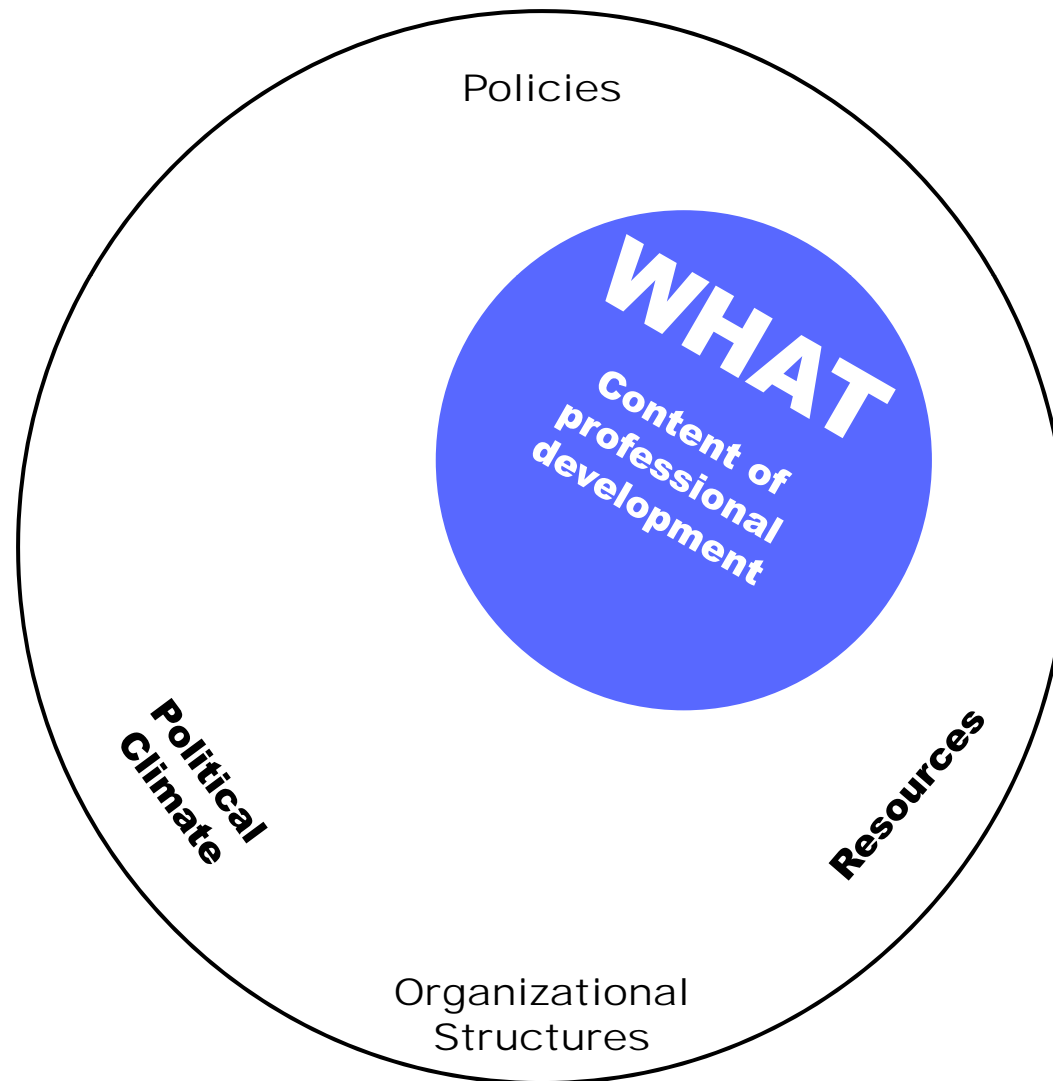 Policies
WHAT
Content of
professional
development
Political
Climate
Resources
Organizational
Structures